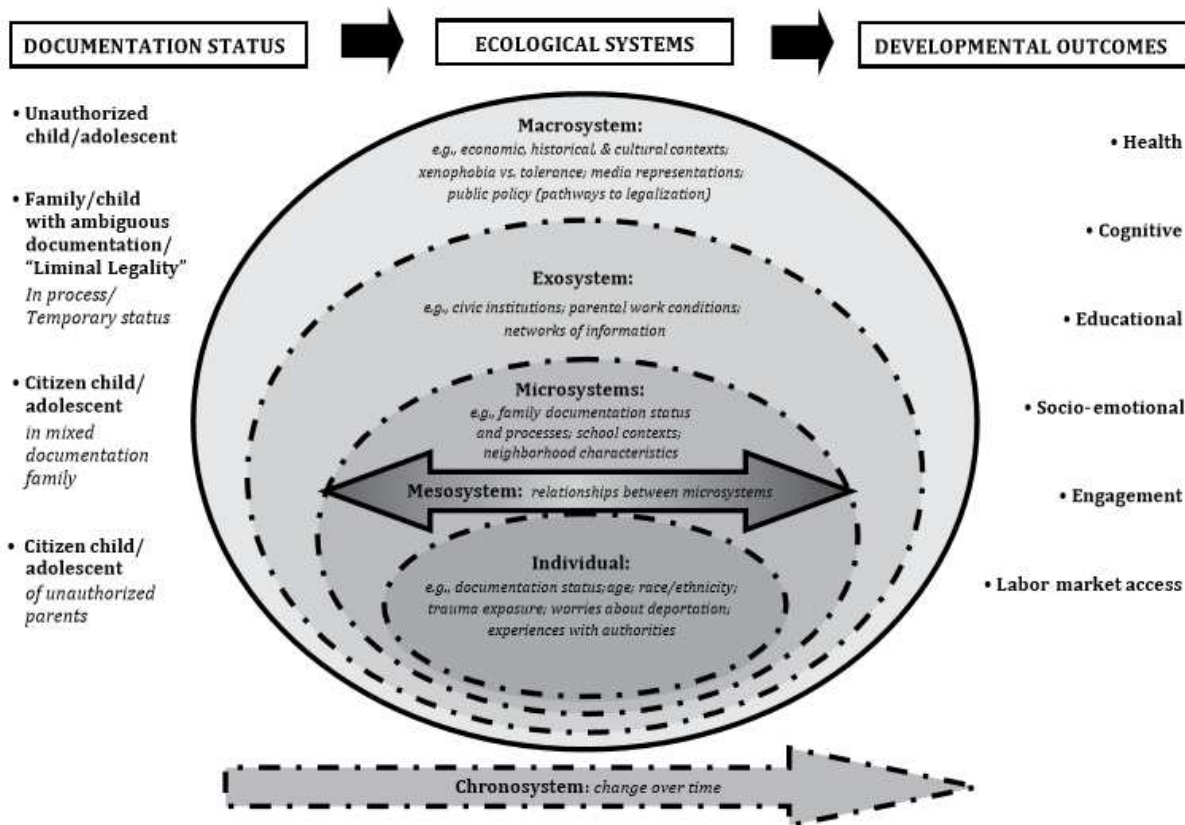 DOCUMENTATION STATUS
ECOLOGICAL SYSTEMS
DEVELOPMENTAL OUTCOMES
• Unauthorized
child/adolescent
• Family/child
with ambiguous
documentation/
“Liminal Legality”
In process/
Temporary status
• Citizen child/
adolescent
in mixed
documentation
family
• Citizen child/
adolescent
of unauthorized
parents
Macrosystem:
e.g., economic, historical, & cultural contexts;
xenophobia vs. tolerance; media representations;
public policy (pathways to legalization)
Exosystem:
e.g., civic institutions; parental work conditions;
networks of information
Microsystems:
e.g., family documentation status
and processes; school contexts;
neighborhood characteristics
Mesosystem: relationships between microsystems
Individual:
e.g., documentation status;age; race/ethnicity;
trauma exposure; worries about deportation;
experiences with authorities
• Health
• Cognitive
• Educational
• Socio-emotional
• Engagement
• Labor market access
Chronosystem: change over time